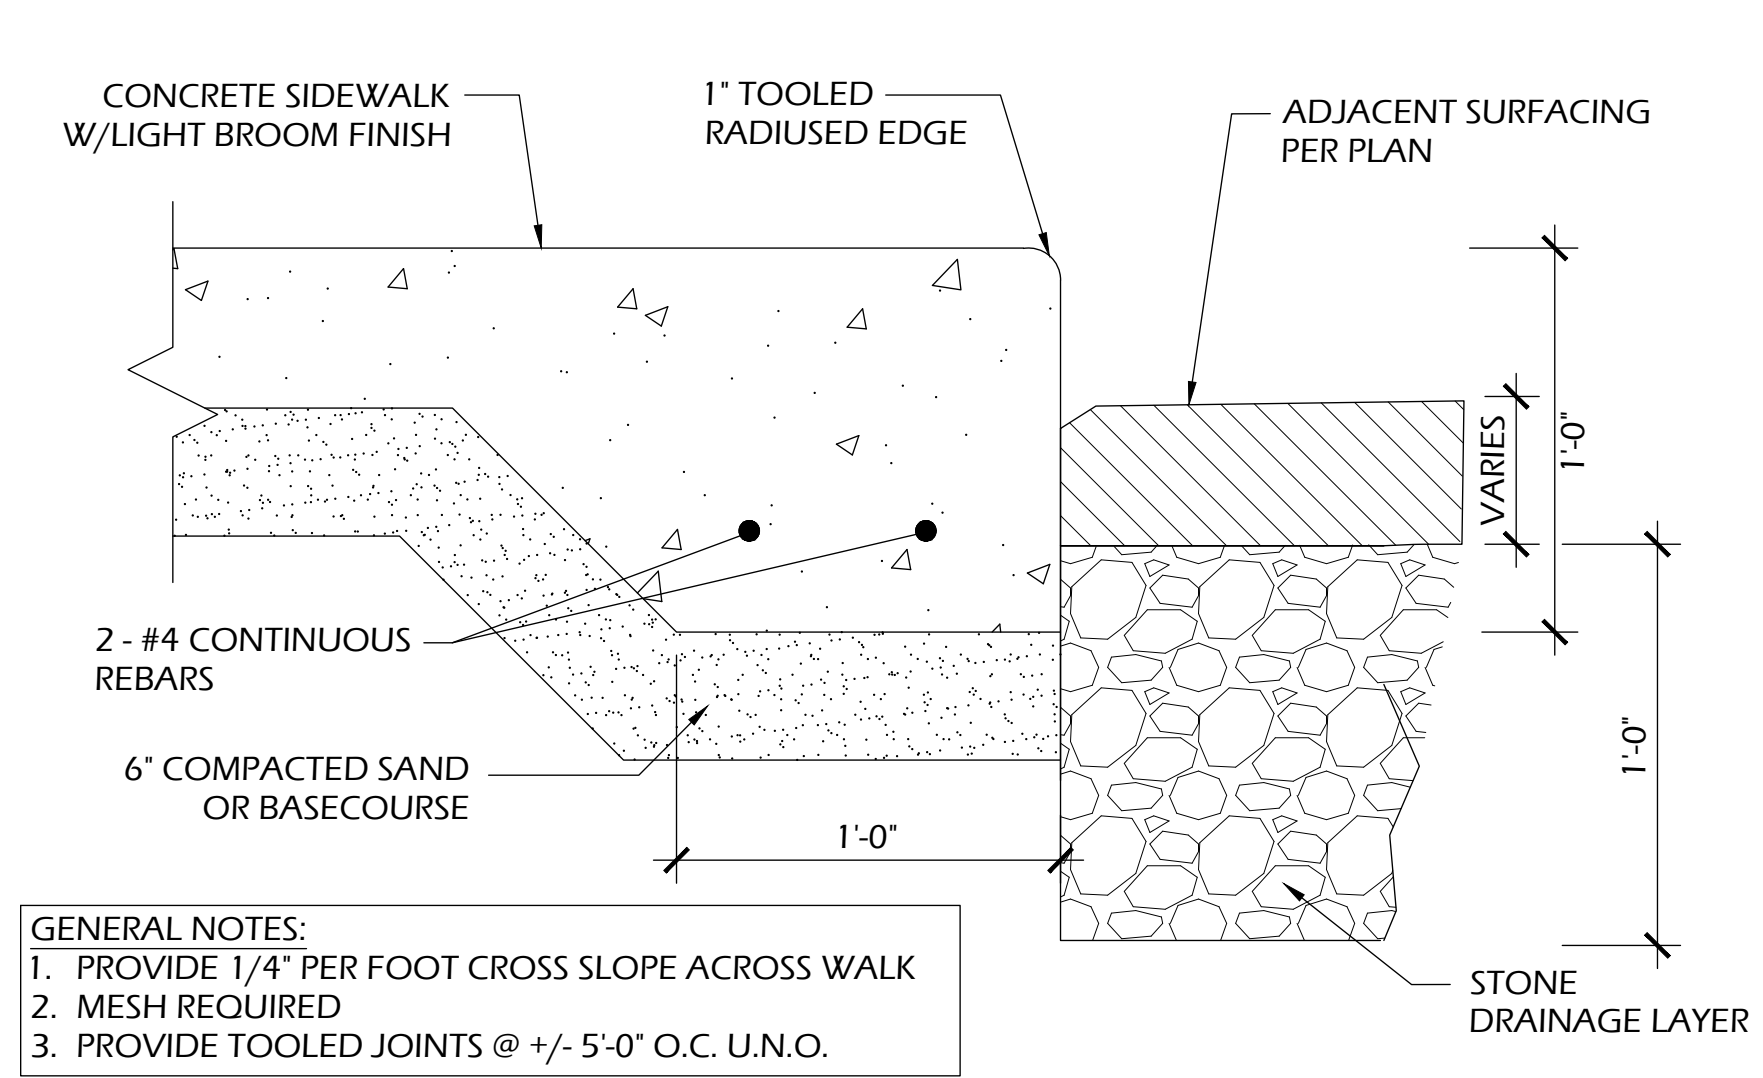 CONCRETE SIDEWALK
W/LIGHT BROOM FINISH
1" TOOLED
RADIUSED EDGE
ADJACENT SURFACING
PER PLAN
VARIES
1'-0"
2 - #4 CONTINUOUS
REBARS
1'-0"
6" COMPACTED SAND
OR BASECOURSE
1'-0"
GENERAL NOTES:
1. PROVIDE 1/4" PER FOOT CROSS SLOPE ACROSS WALK
2. MESH REQUIRED
3. PROVIDE TOOLED JOINTS @ +/- 5'-0" O.C. U.N.O.
STONE
DRAINAGE LAYER